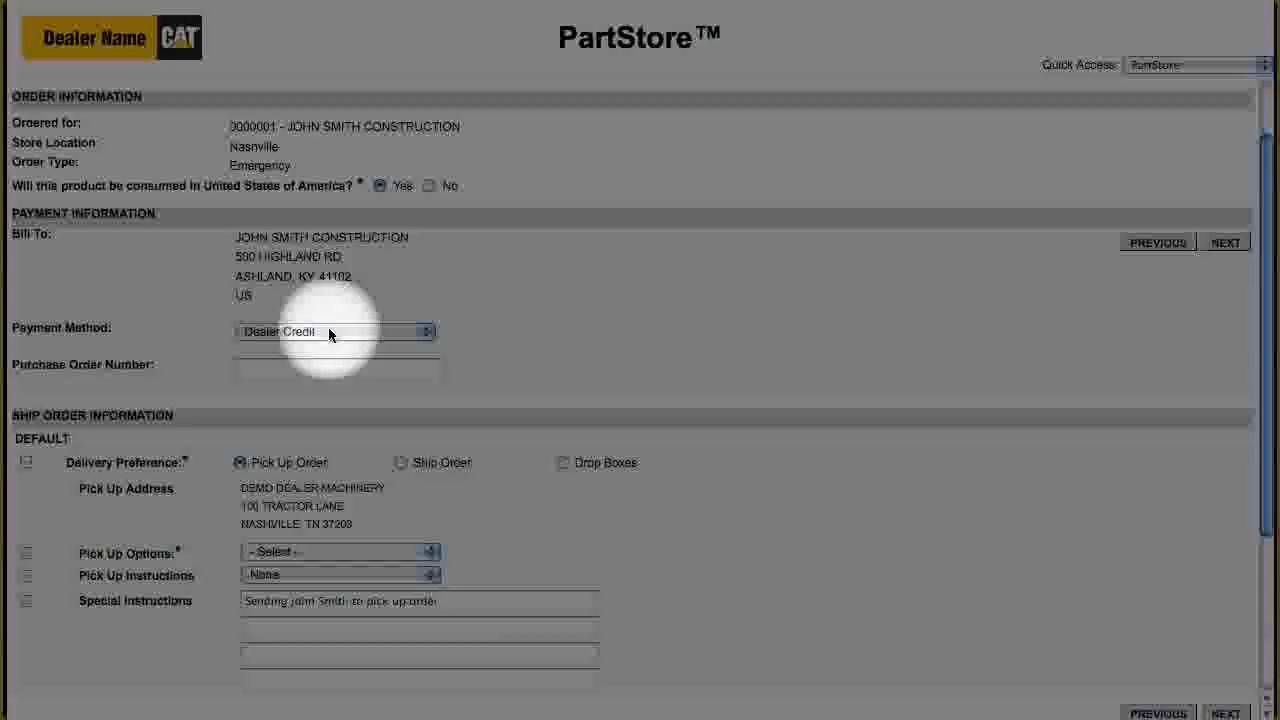 Dealer Name CAT
PartStore™
Quick Access: PartStore
ORDER INFORMATION
Ordered for: 0000001 - JOHN SMITH CONSTRUCTION
Store Location Nashville
Order Type: Emergency
Will this product be consumed in United States of America? * Yes No
PAYMENT INFORMATION
Bill To: JOHN SMITH CONSTRUCTION
500 HIGHLAND RD
ASHLAND, KY 41102
US
PREVIOUS NEXT
Payment Method: Dealer Credit
Purchase Order Number:
SHIP ORDER INFORMATION
DEFAULT
Delivery Preference:* Pick Up Order Ship Order Drop Boxes
Pick Up Address DEMO DEALER MACHINERY
100 TRACTOR LANE
NASHVILLE, TN 37203
Pick Up Options:* - Select -
Pick Up Instructions None
Special Instructions Sending John Smith to pick up order
PREVIOUS NEXT